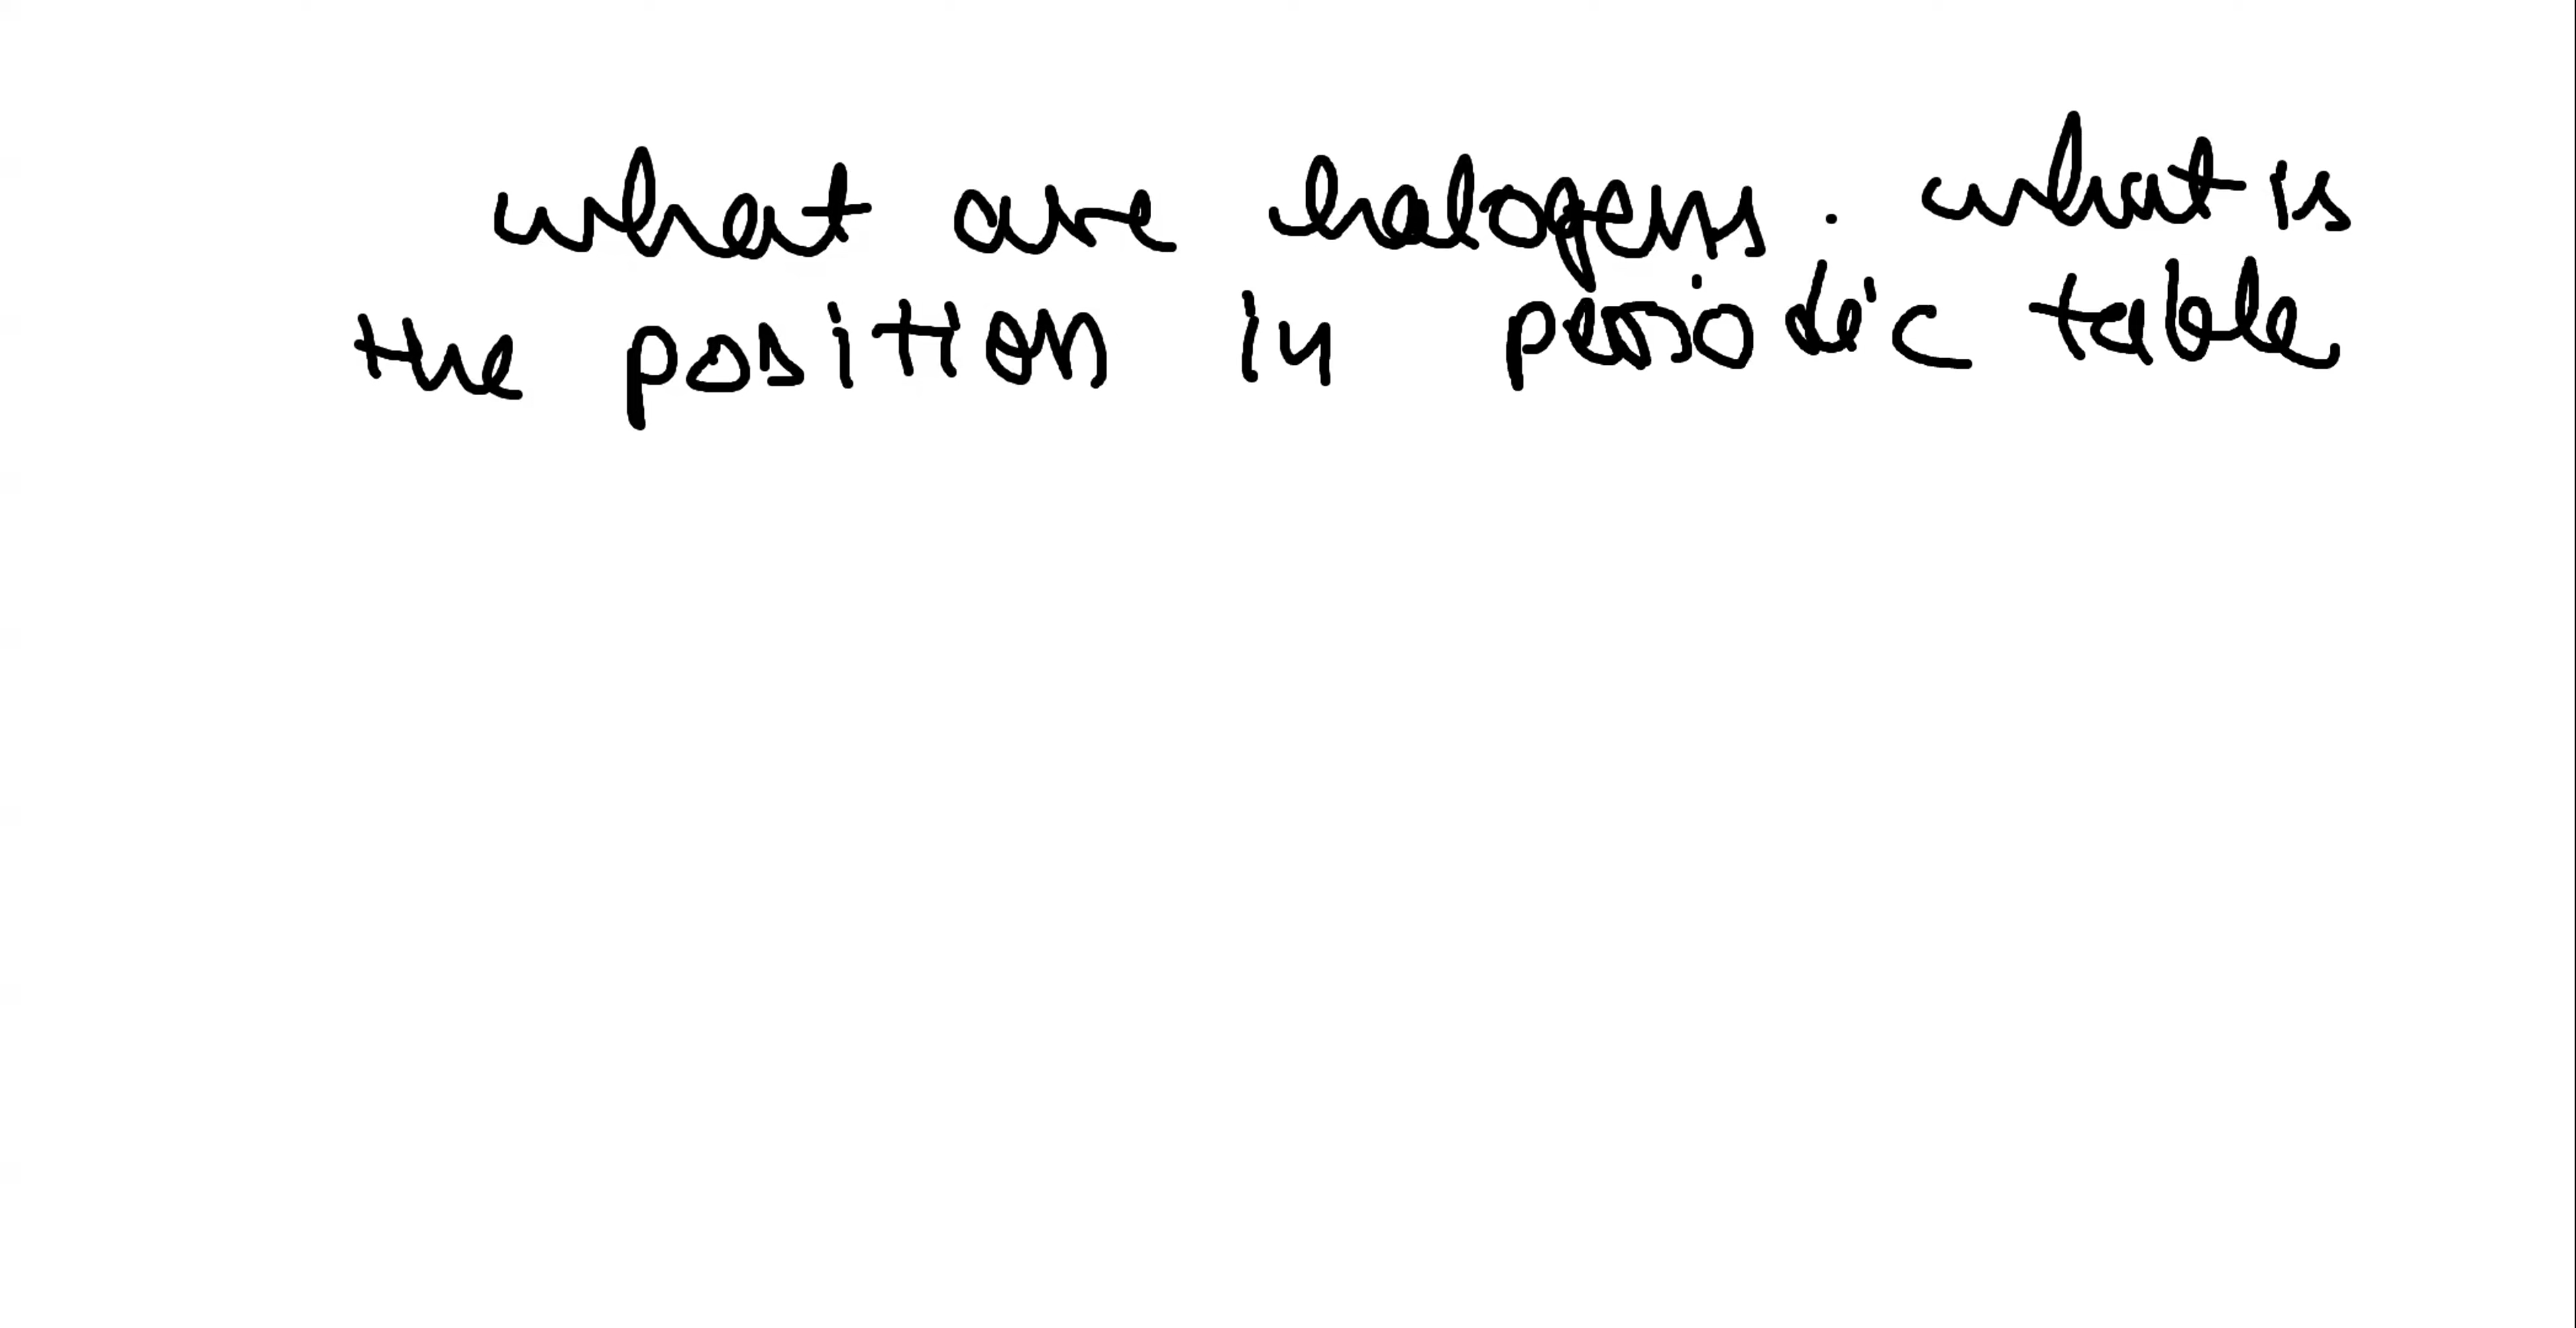 what are halogens. what is
the position in periodic table